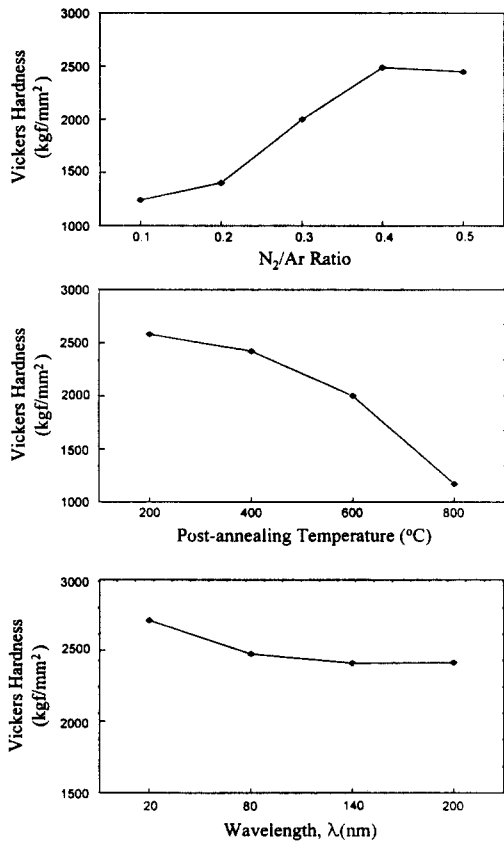 3000
2500
2000
1500
1000
Vickers Hardness
(kgf/mm²)
0.1 0.2 0.3 0.4 0.5
N₂/Ar Ratio
3000
2500
2000
1500
1000
Vickers Hardness
(kgf/mm²)
200 400 600 800
Post-annealing Temperature (°C)
3000
2500
2000
1500
Vickers Hardness
(kgf/mm²)
20 80 140 200
Wavelength, λ(nm)